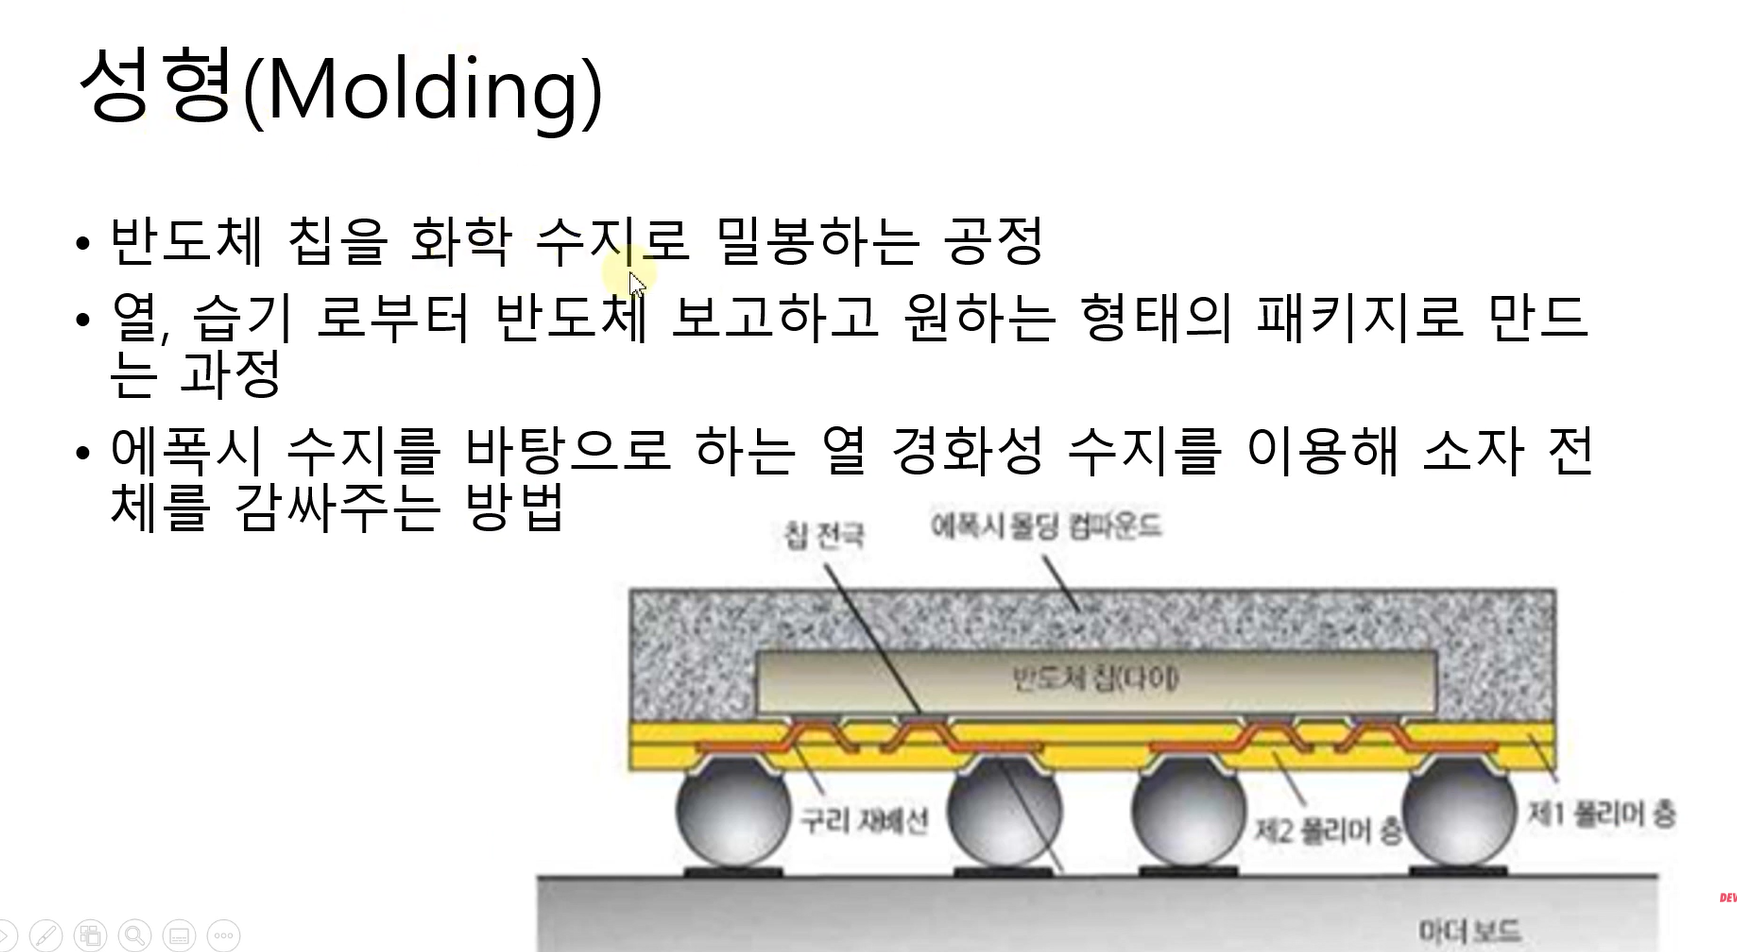 성형(Molding)
• 반도체 칩을 화학 수지로 밀봉하는 공정
• 열, 습기 로부터 반도체 보고하고 원하는 형태의 패키지로 만드
는 과정
• 에폭시 수지를 바탕으로 하는 열 경화성 수지를 이용해 소자 전
체를 감싸주는 방법
칩 전극
에폭시 몰딩 컴파운드
반도체 칩(다이)
구리 재배선
제2 폴리머 층
제1 폴리머 층
마더 보드
DEV